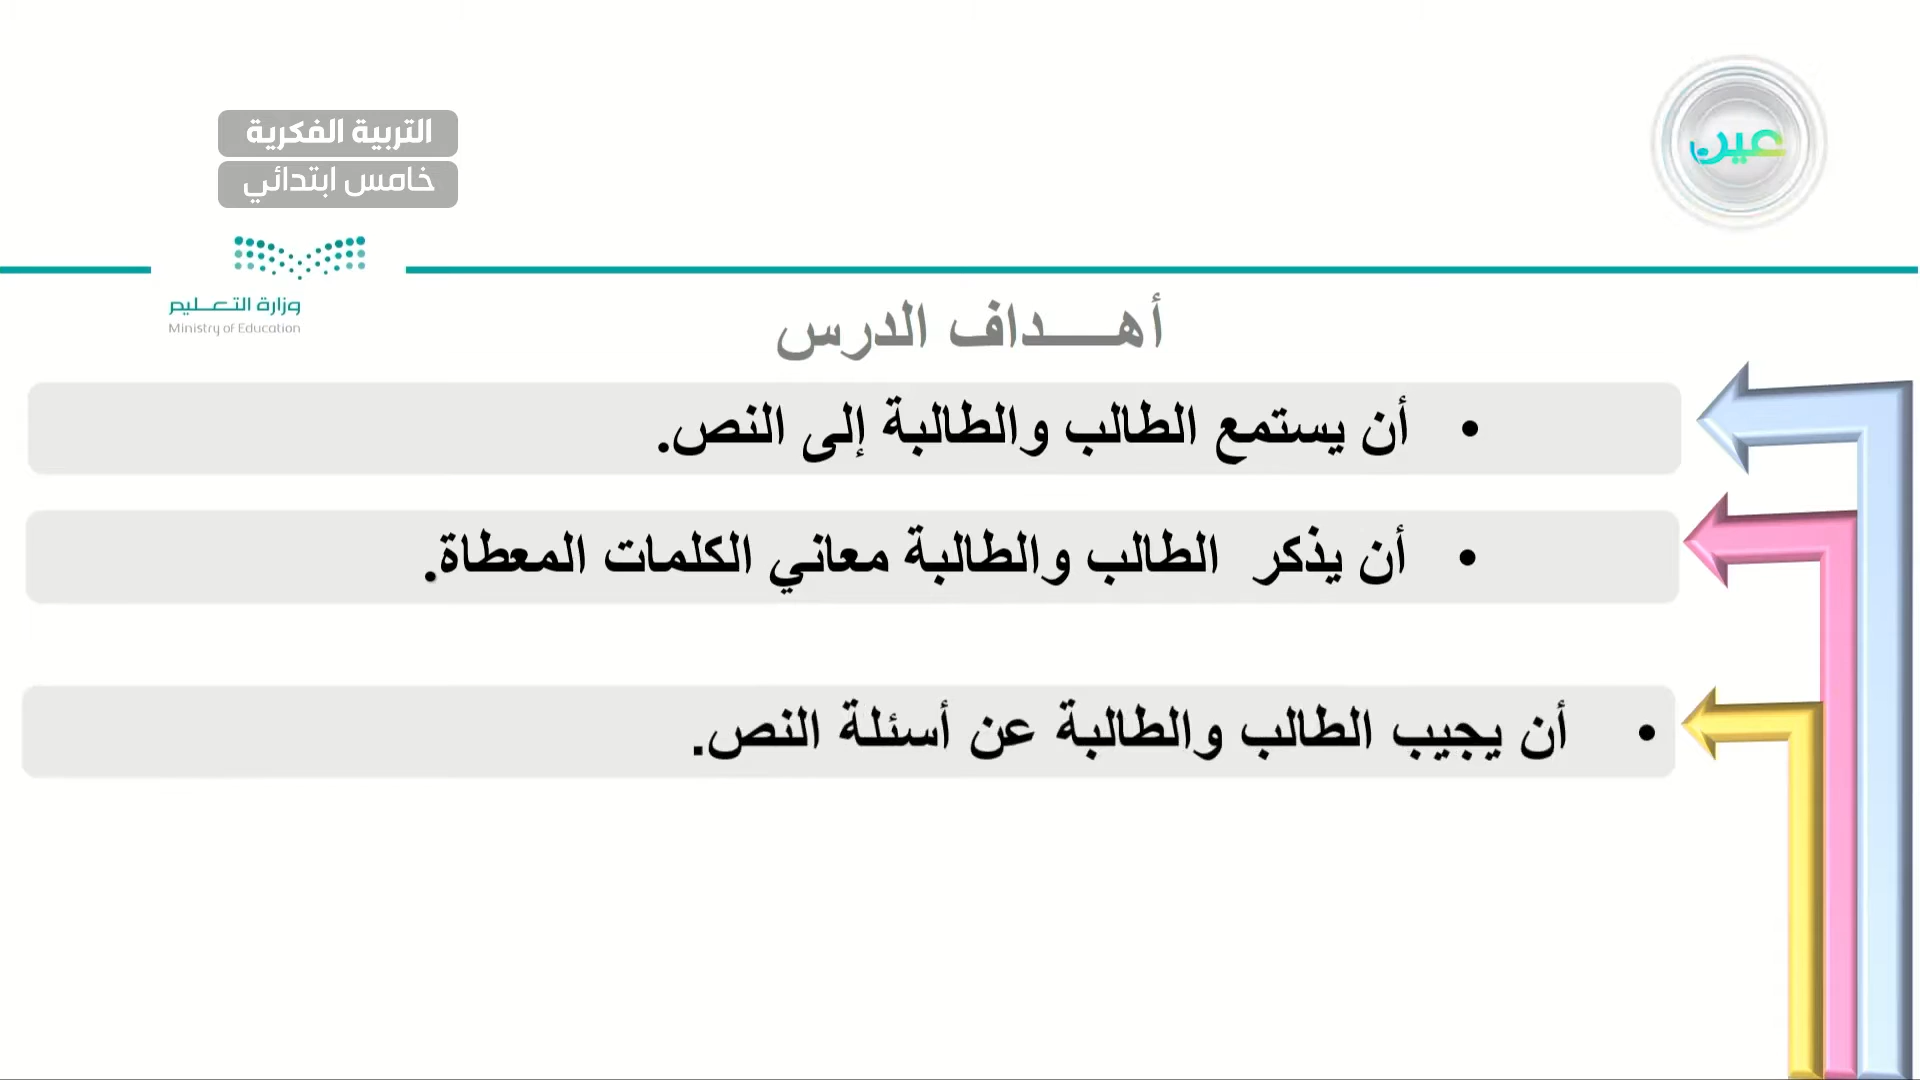 عين
التربية الفكرية
خامس ابتدائي
وزارة التعليم
Ministry of Education
أهـــــداف الدرس
• أن يستمع الطالب والطالبة إلى النص.
• أن يذكر الطالب والطالبة معاني الكلمات المعطاة.
• أن يجيب الطالب والطالبة عن أسئلة النص.